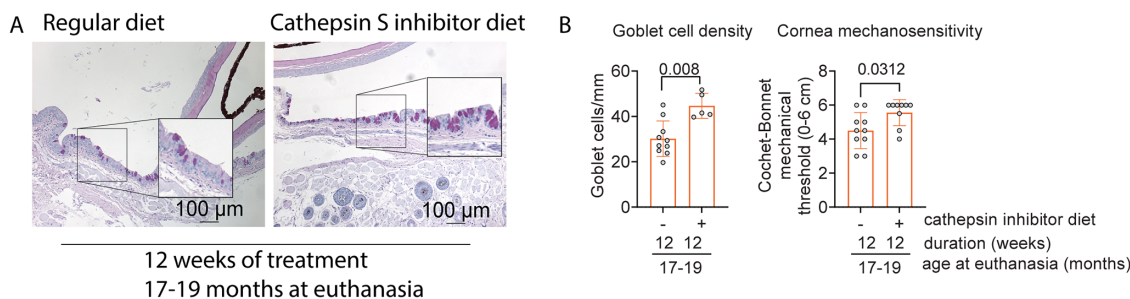 A
Regular diet
Cathepsin S inhibitor diet
100 µm
100 µm
12 weeks of treatment
17-19 months at euthanasia
B
Goblet cell density
Goblet cells/mm
60
40
20
0
0.008
- +
12 12
17-19
Cornea mechanosensitivity
Cochet-Bonnet
mechanical
threshold (0-6 cm)
8
6
4
2
0
0.0312
- + cathepsin inhibitor diet
12 12 duration (weeks)
17-19 age at euthanasia (months)